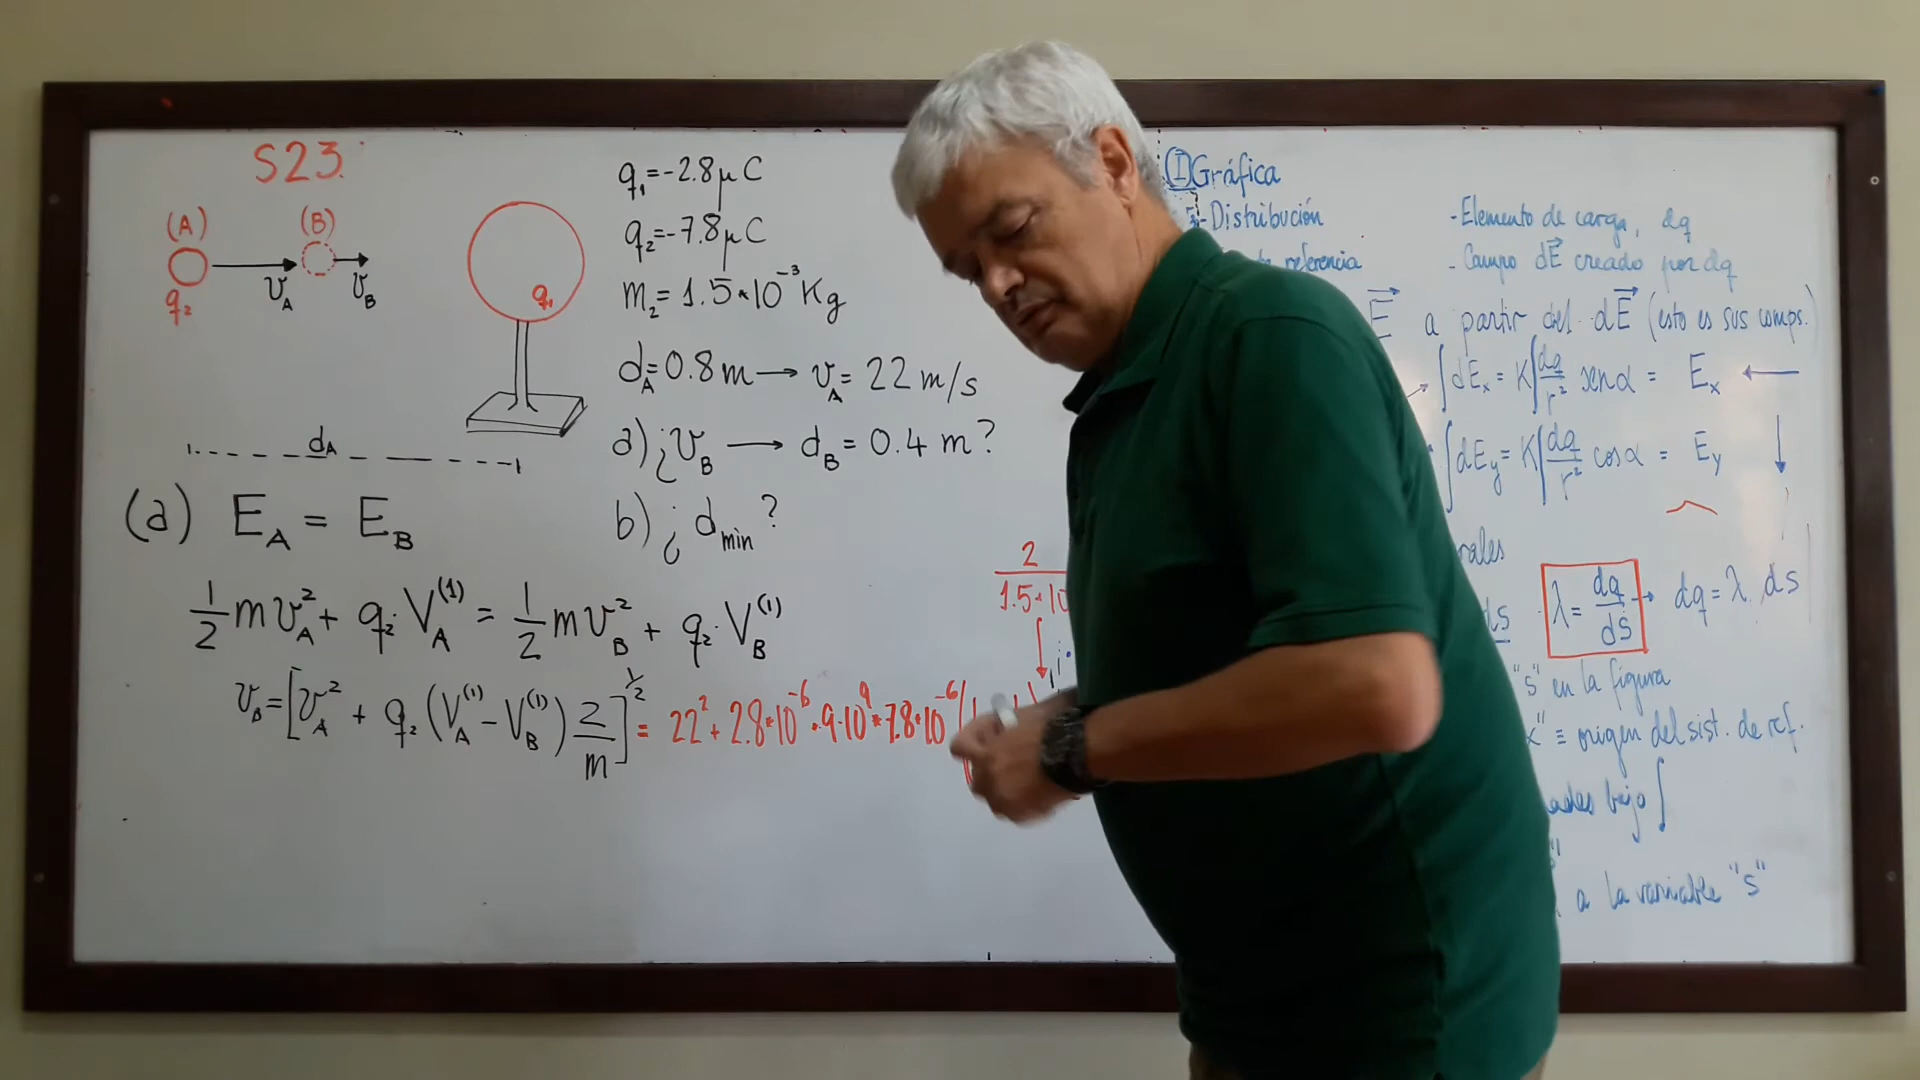 S23.
(A) (B)
q₂ v_A v_B
q₁
d_A
q₁=-2.8μC
q₂=-7.8μC
m₂=1.5*10⁻³Kg
d_A=0.8m→ v_A= 22m/s
a)¿v_B → d_B= 0.4 m?
b)¿ d_min?
(a) E_A = E_B
½mv_A²+ q₂·V_A⁽¹⁾ = ½mv_B²+ q₂·V_B⁽¹⁾
v_B=[v_A² + q₂(V_A⁽¹⁾-V_B⁽¹⁾)2/m]^½ = 22²+2.8*10⁻⁶·9·10⁹*7.8*10⁻⁶(
2
1.5*10
(I)Gráfica
-Distribución
referencia
-Elemento de carga, dq
-Campo dE⃗ creado por dq
E⃗ a partir del dE⃗ (esto es sus comps.)
∫dEₓ= K∫dq/r² senα = Eₓ ←
∫dE_y= K∫dq/r² cosα = E_y
ds λ= dq/ds → dq=λ.ds
"s" en la figura
≡ origen del sist. de ref.
bajo ∫
a la variable "s"